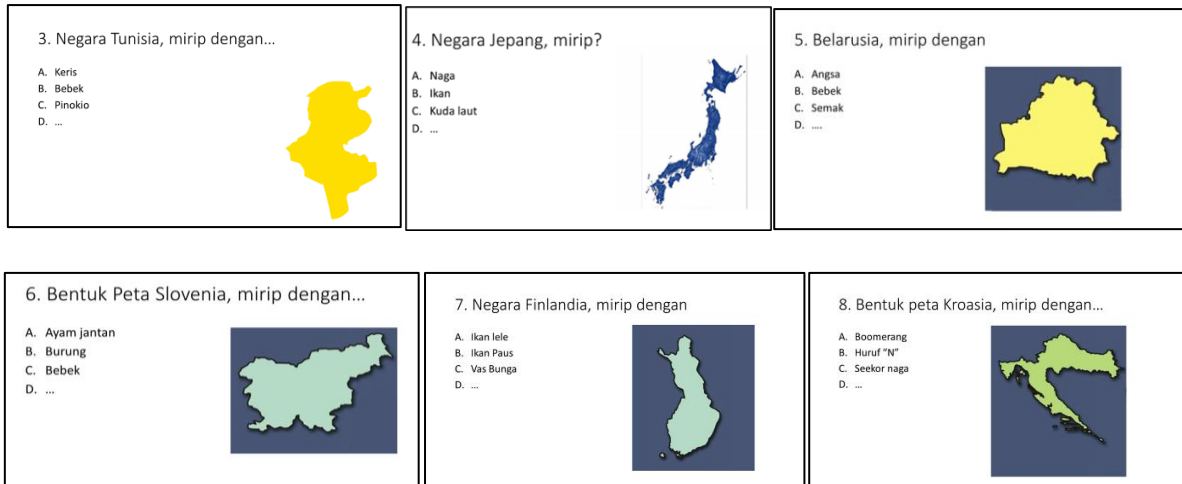 3. Negara Tunisia, mirip dengan...
A. Keris
B. Bebek
C. Pinokio
D. ...
4. Negara Jepang, mirip?
A. Naga
B. Ikan
C. Kuda laut
D. ...
5. Belarusia, mirip dengan
A. Angsa
B. Bebek
C. Semak
D. ....
6. Bentuk Peta Slovenia, mirip dengan...
A. Ayam jantan
B. Burung
C. Bebek
D. ...
7. Negara Finlandia, mirip dengan
A. Ikan lele
B. Ikan Paus
C. Vas Bunga
D. ...
8. Bentuk peta Kroasia, mirip dengan...
A. Boomerang
B. Huruf “N”
C. Seekor naga
D. ...